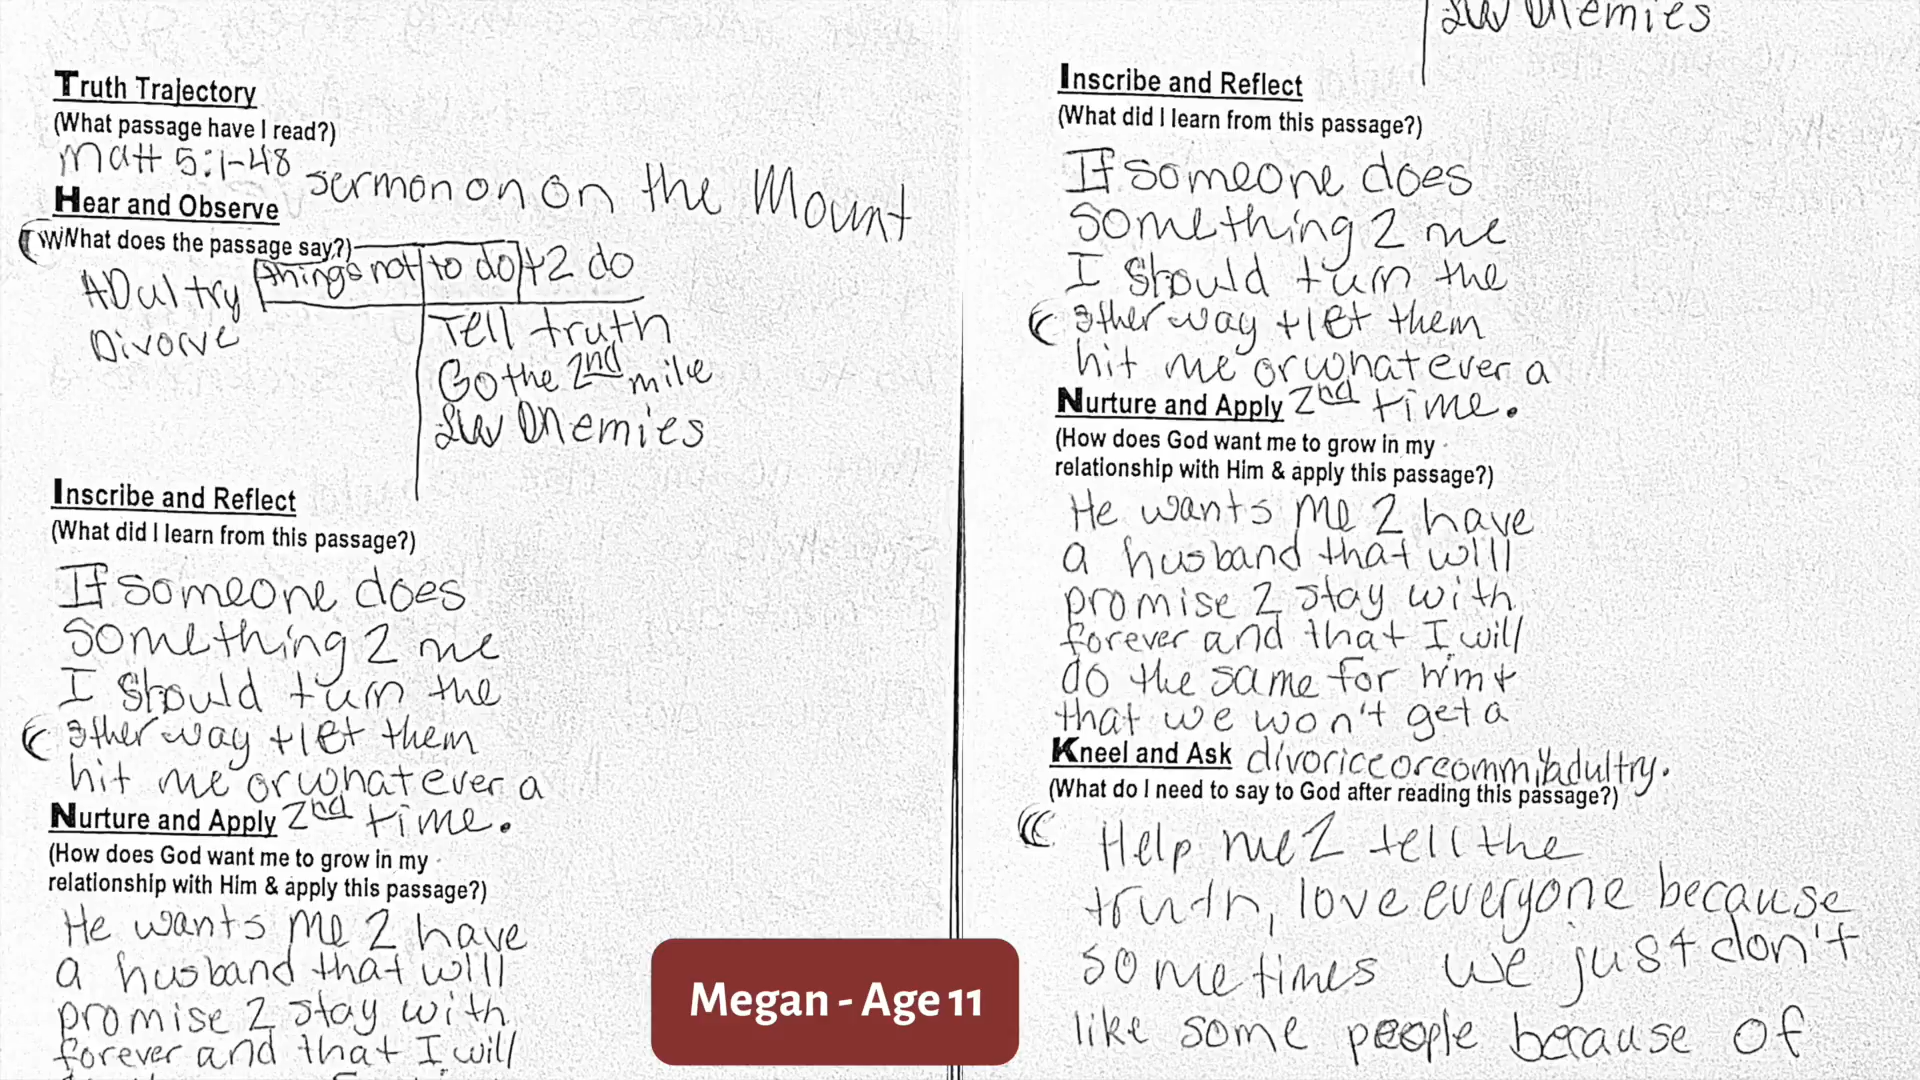 Truth Trajectory
(What passage have I read?)
Matt 5:1-48 sermon on on the Mount
Hear and Observe
(What does the passage say?)
things not to do + 2 do
ADultry
Divorve
Tell truth
Go the 2nd mile
Enemies
Inscribe and Reflect
(What did I learn from this passage?)
If someone does
something 2 me
I should turn the
other way + let them
hit me or whatever a
2nd time.
Nurture and Apply
(How does God want me to grow in my
relationship with Him & apply this passage?)
He wants me 2 have
a husband that will
promise 2 stay with
forever and that I will
Enemies
Inscribe and Reflect
(What did I learn from this passage?)
If someone does
something 2 me
I should turn the
other way + let them
hit me or whatever a
2nd time.
Nurture and Apply
(How does God want me to grow in my
relationship with Him & apply this passage?)
He wants me 2 have
a husband that will
promise 2 stay with
forever and that I will
do the same for him +
that we won't get a
divorice or commit adultry.
Kneel and Ask
(What do I need to say to God after reading this passage?)
Help me 2 tell the
truth, love everyone because
sometimes we just don't
like some people because of
Megan - Age 11